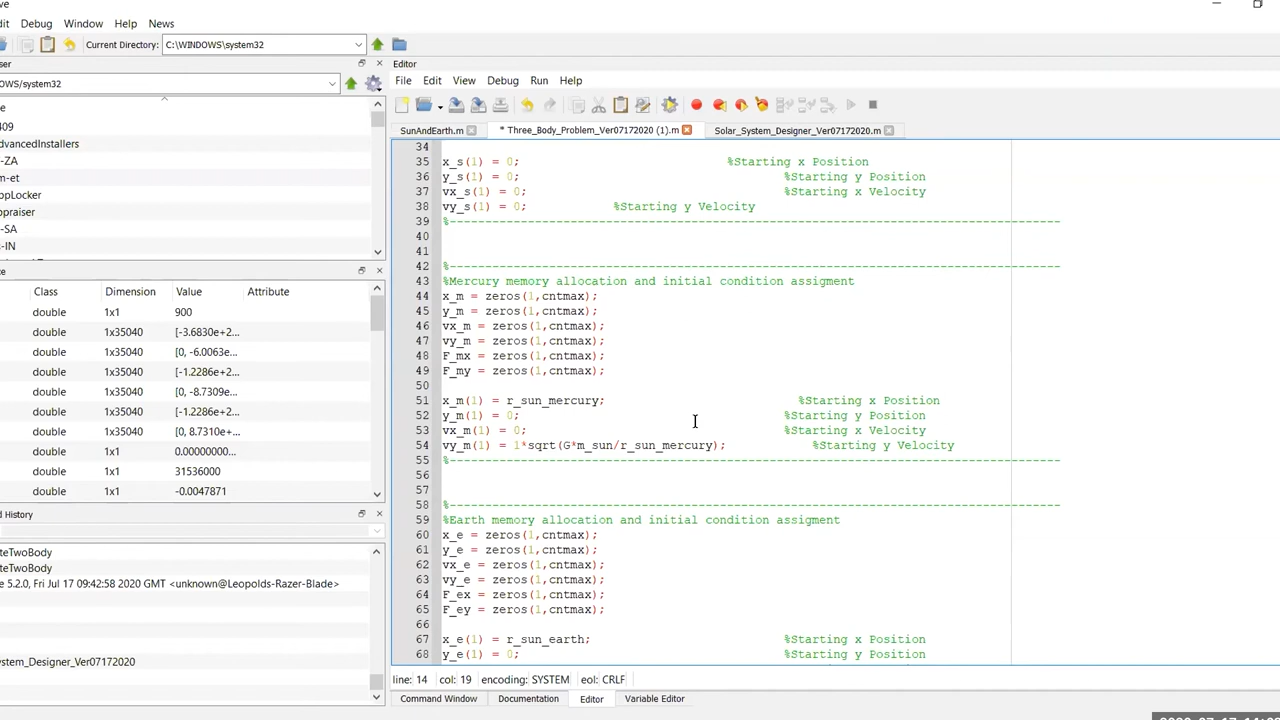 dit Debug Window Help News
Current Directory: C:\WINDOWS\system32
ser
Editor
OWS/system32
File Edit View Debug Run Help
e
409
dvancedInstallers
-ZA
m-et
ppLocker
ppraiser
-SA
s-IN
SunAndEarth.m * Three_Body_Problem_Ver07172020 (1).m Solar_System_Designer_Ver07172020.m
ce
Class Dimension Value Attribute
double 1x1 900
double 1x35040 [-3.6830e+2...
double 1x35040 [0, -6.0063e...
double 1x35040 [-1.2286e+2...
double 1x35040 [0, -8.7309e...
double 1x35040 [-1.2286e+2...
double 1x35040 [0, 8.7310e...
double 1x1 0.00000000...
double 1x1 31536000
double 1x1 -0.0047871
d History
teTwoBody
teTwoBody
e 5.2.0, Fri Jul 17 09:42:58 2020 GMT <unknown@Leopolds-Razer-Blade>
ystem_Designer_Ver07172020
34
35 x_s(1) = 0; %Starting x Position
36 y_s(1) = 0; %Starting y Position
37 vx_s(1) = 0; %Starting x Velocity
38 vy_s(1) = 0; %Starting y Velocity
39 %--------------------------------------------------------------------------------------
40
41
42 %--------------------------------------------------------------------------------------
43 %Mercury memory allocation and initial condition assigment
44 x_m = zeros(1,cntmax);
45 y_m = zeros(1,cntmax);
46 vx_m = zeros(1,cntmax);
47 vy_m = zeros(1,cntmax);
48 F_mx = zeros(1,cntmax);
49 F_my = zeros(1,cntmax);
50
51 x_m(1) = r_sun_mercury; %Starting x Position
52 y_m(1) = 0; %Starting y Position
53 vx_m(1) = 0; %Starting x Velocity
54 vy_m(1) = 1*sqrt(G*m_sun/r_sun_mercury); %Starting y Velocity
55 %--------------------------------------------------------------------------------------
56
57
58 %--------------------------------------------------------------------------------------
59 %Earth memory allocation and initial condition assigment
60 x_e = zeros(1,cntmax);
61 y_e = zeros(1,cntmax);
62 vx_e = zeros(1,cntmax);
63 vy_e = zeros(1,cntmax);
64 F_ex = zeros(1,cntmax);
65 F_ey = zeros(1,cntmax);
66
67 x_e(1) = r_sun_earth; %Starting x Position
68 y_e(1) = 0; %Starting y Position
line: 14 col: 19 encoding: SYSTEM eol: CRLF
Command Window Documentation Editor Variable Editor